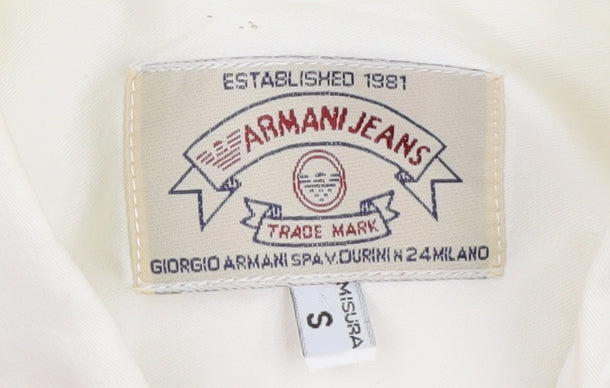 ESTABLISHED 1981
ARMANI JEANS
TRADE MARK
GIORGIO ARMANI SPA V. DURINI N 24 MILANO
MISURA
S